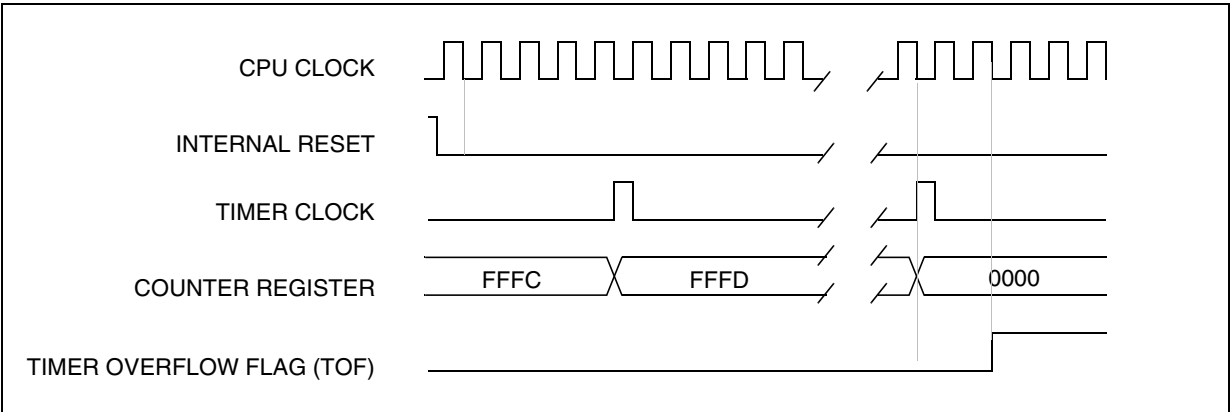 CPU CLOCK
INTERNAL RESET
TIMER CLOCK
COUNTER REGISTER FFFC FFFD 0000
TIMER OVERFLOW FLAG (TOF)